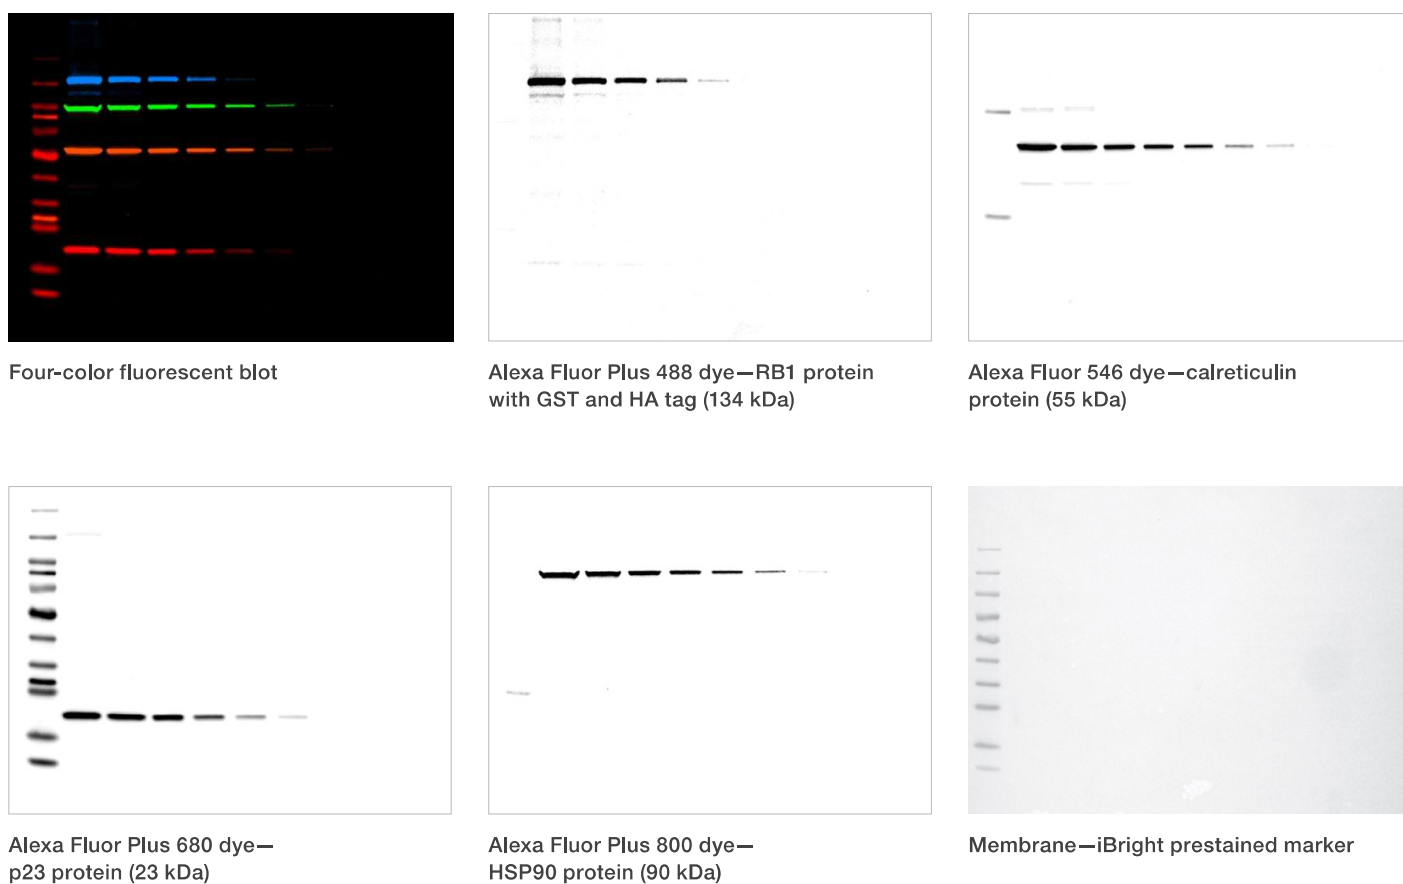 Four-color fluorescent blot
Alexa Fluor Plus 488 dye—RB1 protein
with GST and HA tag (134 kDa)
Alexa Fluor 546 dye—calreticulin
protein (55 kDa)
Alexa Fluor Plus 680 dye—
p23 protein (23 kDa)
Alexa Fluor Plus 800 dye—
HSP90 protein (90 kDa)
Membrane—iBright prestained marker